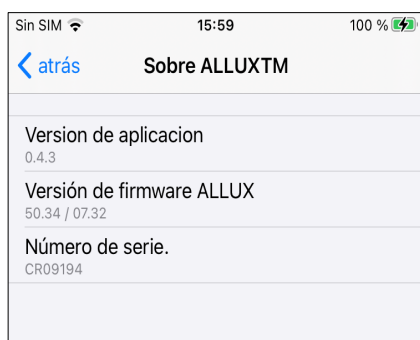 Sin SIM 15:59 100 %
atrás Sobre ALLUXTM
Version de aplicacion
0.4.3
Versión de firmware ALLUX
50.34 / 07.32
Número de serie.
CR09194